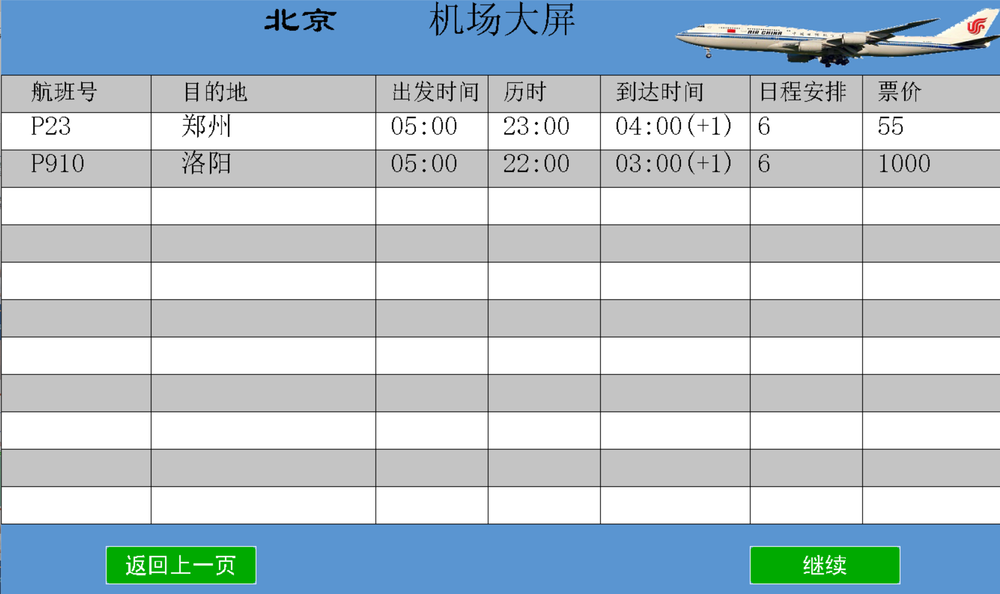 北京 机场大屏
AIR CHINA
航班号 目的地 出发时间 历时 到达时间 日程安排 票价
P23 郑州 05:00 23:00 04:00(+1) 6 55
P910 洛阳 05:00 22:00 03:00(+1) 6 1000
返回上一页 继续